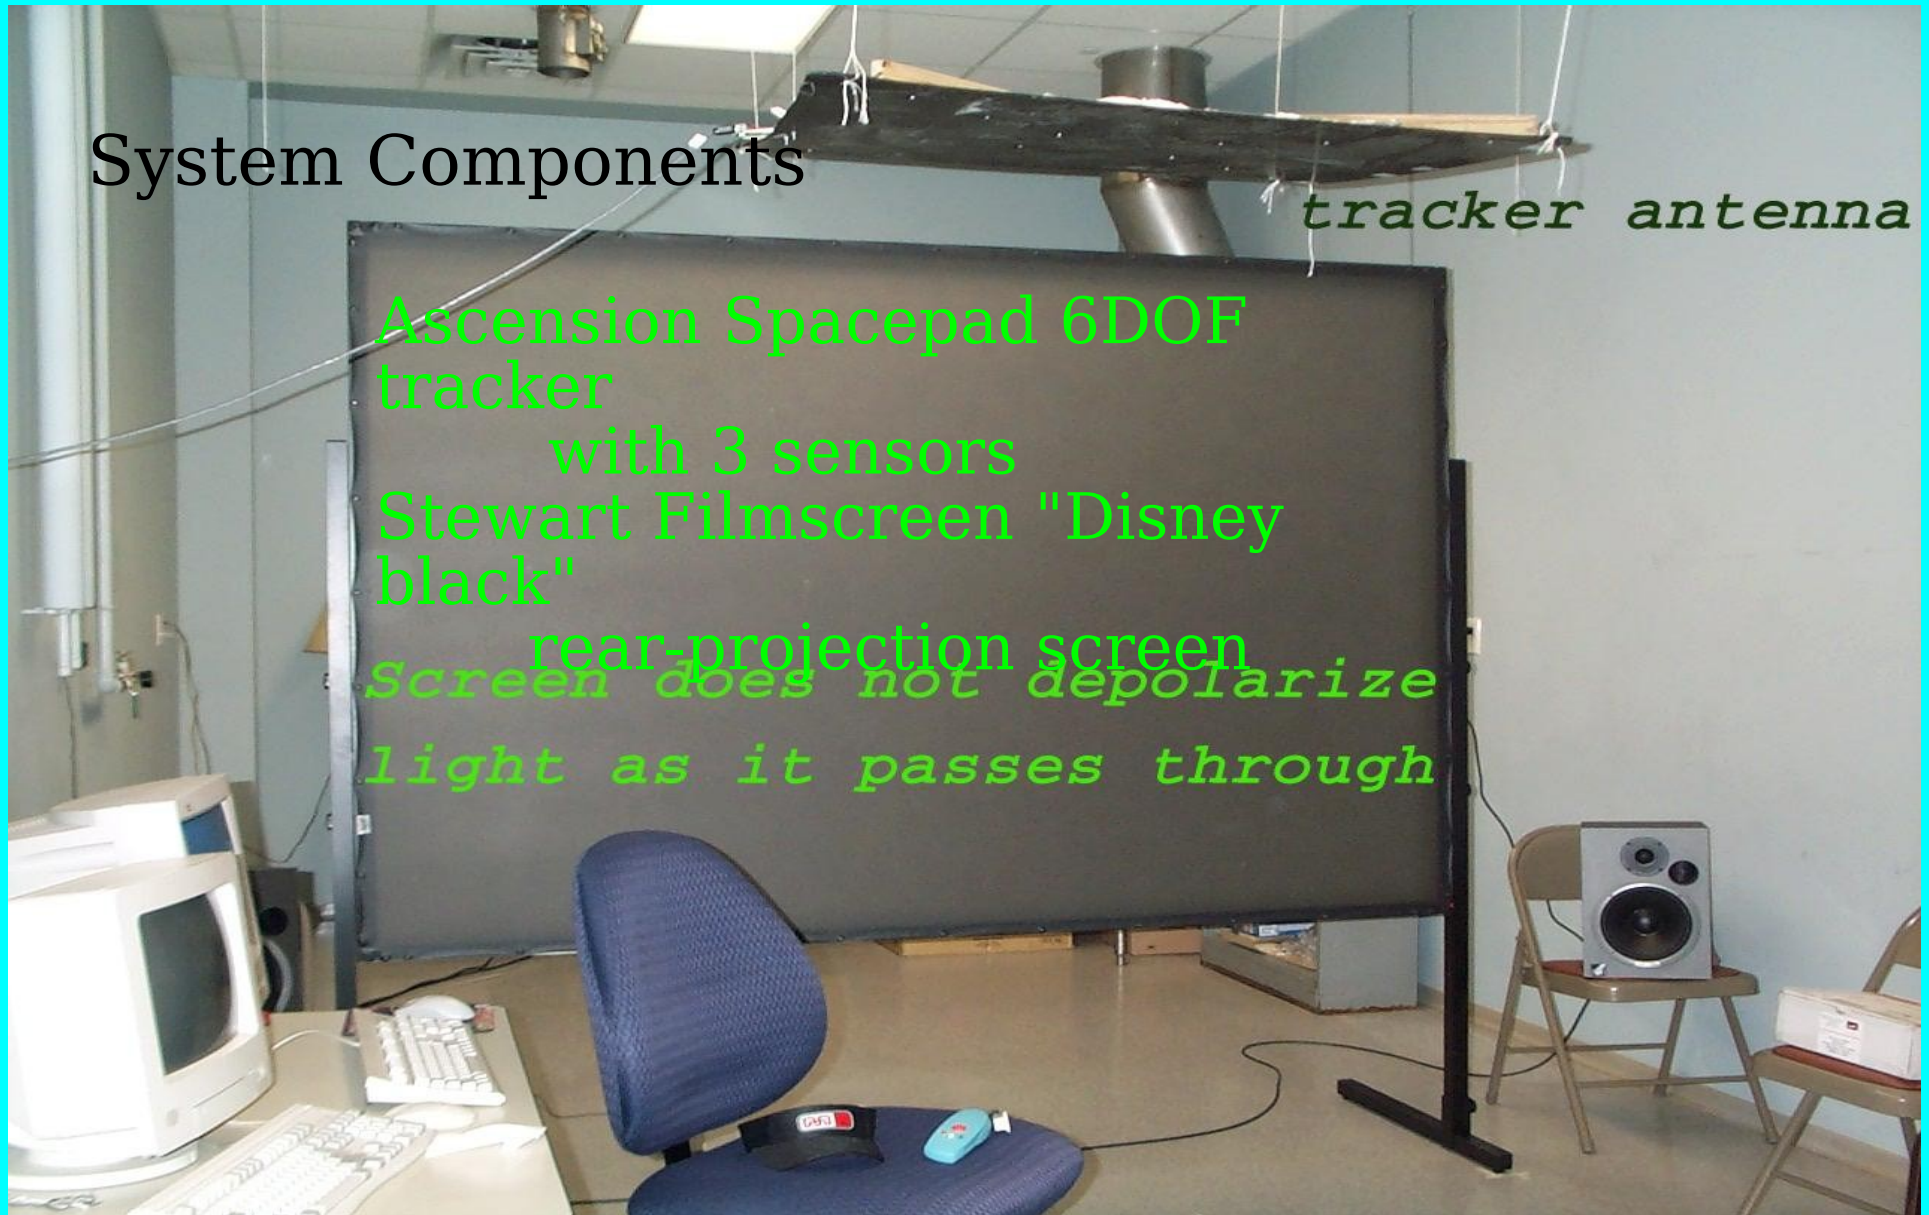 System Components
tracker antenna
Ascension Spacepad 6DOF
tracker
with 3 sensors
Stewart Filmscreen "Disney
black"
rear-projection screen
Screen does not depolarize
light as it passes through